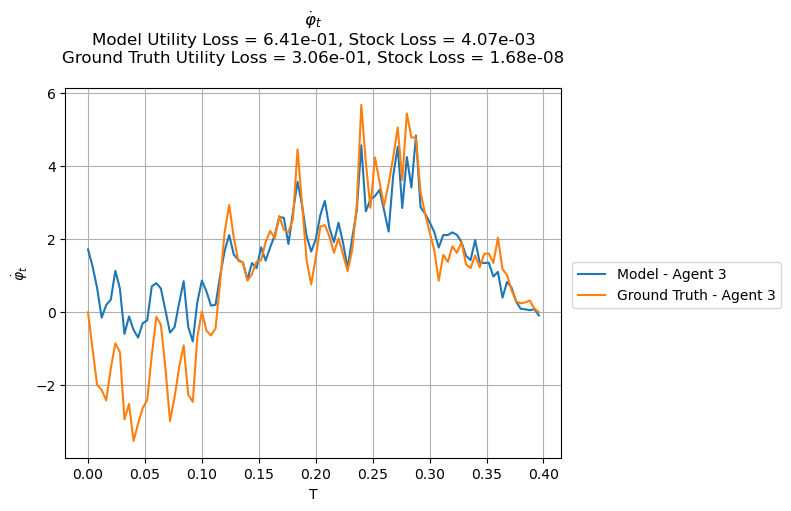 φ̇ₜ
Model Utility Loss = 6.41e-01, Stock Loss = 4.07e-03
Ground Truth Utility Loss = 3.06e-01, Stock Loss = 1.68e-08
6
4
2
0
−2
φ̇ₜ
0.00 0.05 0.10 0.15 0.20 0.25 0.30 0.35 0.40
T
Model - Agent 3
Ground Truth - Agent 3